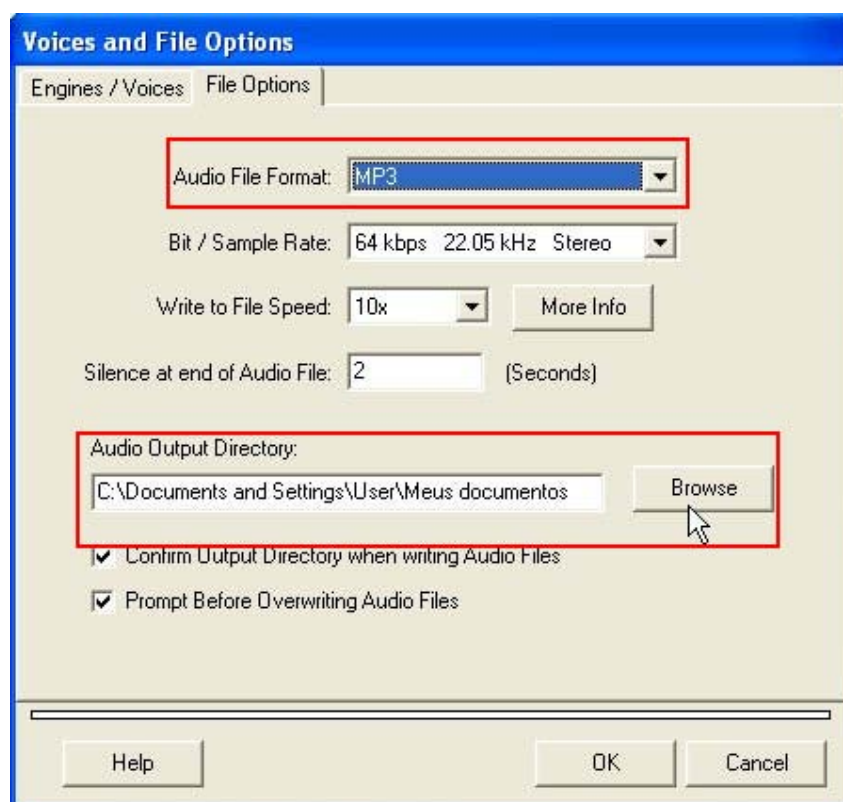 Voices and File Options
Engines / Voices File Options
Audio File Format: MP3
Bit / Sample Rate: 64 kbps 22.05 kHz Stereo
Write to File Speed: 10x More Info
Silence at end of Audio File: 2 (Seconds)
Audio Output Directory:
C:\Documents and Settings\User\Meus documentos Browse
Confirm Output Directory when writing Audio Files
Prompt Before Overwriting Audio Files
Help OK Cancel